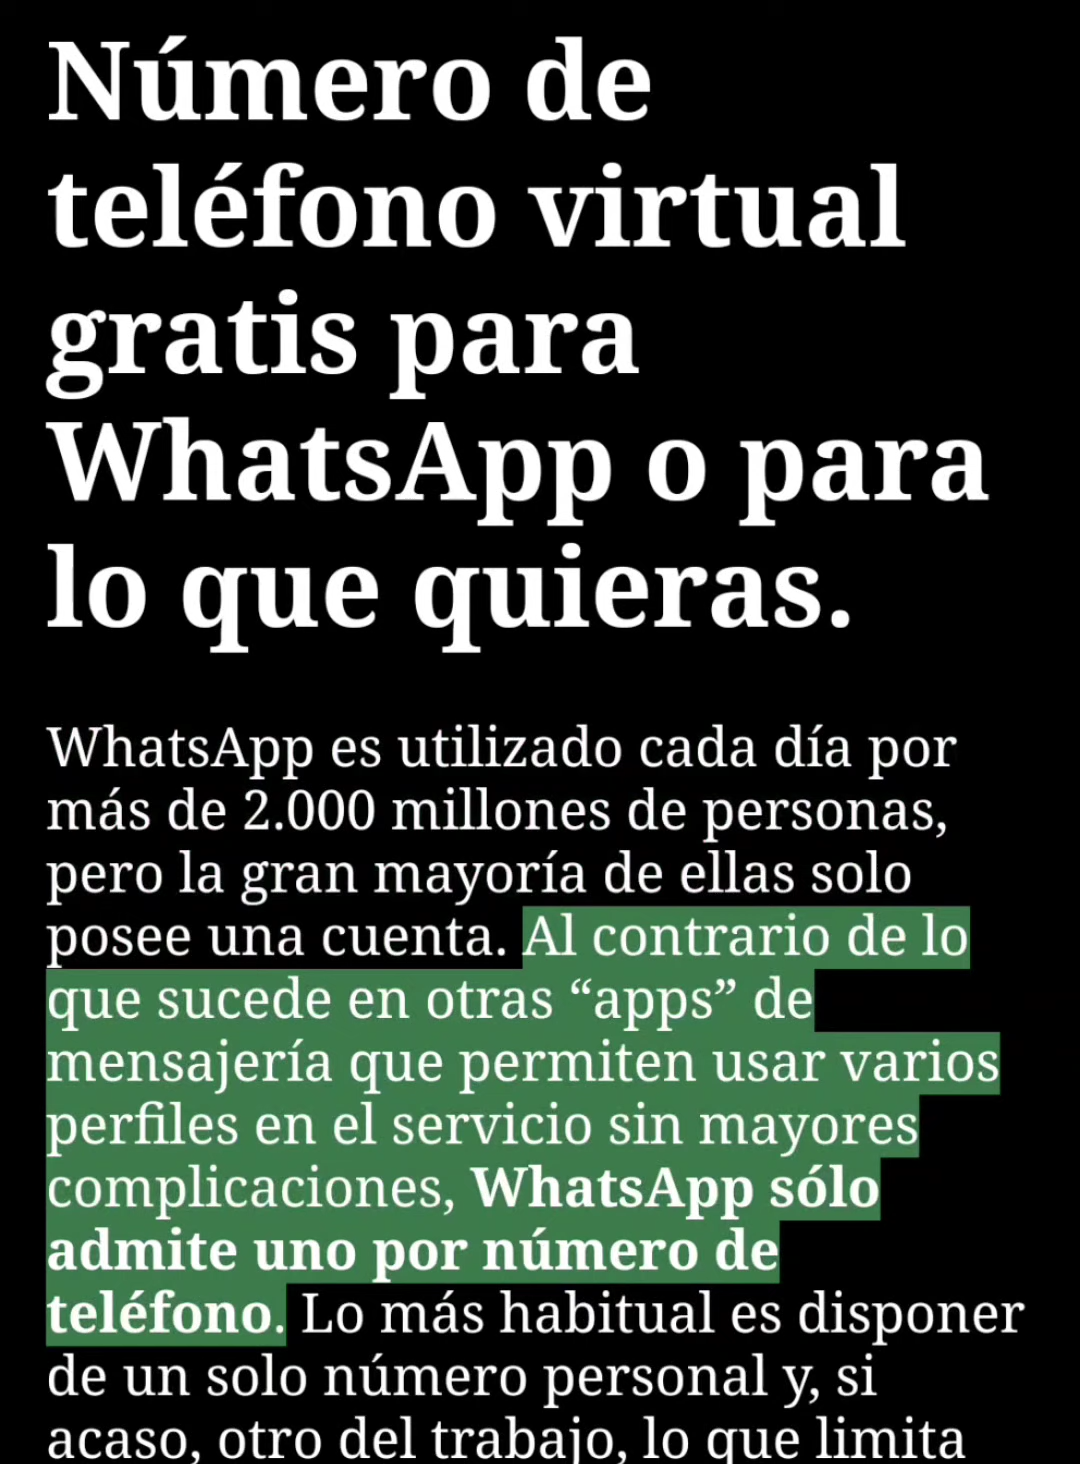 Número de
teléfono virtual
gratis para
WhatsApp o para
lo que quieras.
WhatsApp es utilizado cada día por
más de 2.000 millones de personas,
pero la gran mayoría de ellas solo
posee una cuenta. Al contrario de lo
que sucede en otras “apps” de
mensajería que permiten usar varios
perfiles en el servicio sin mayores
complicaciones, WhatsApp sólo
admite uno por número de
teléfono. Lo más habitual es disponer
de un solo número personal y, si
acaso, otro del trabajo, lo que limita